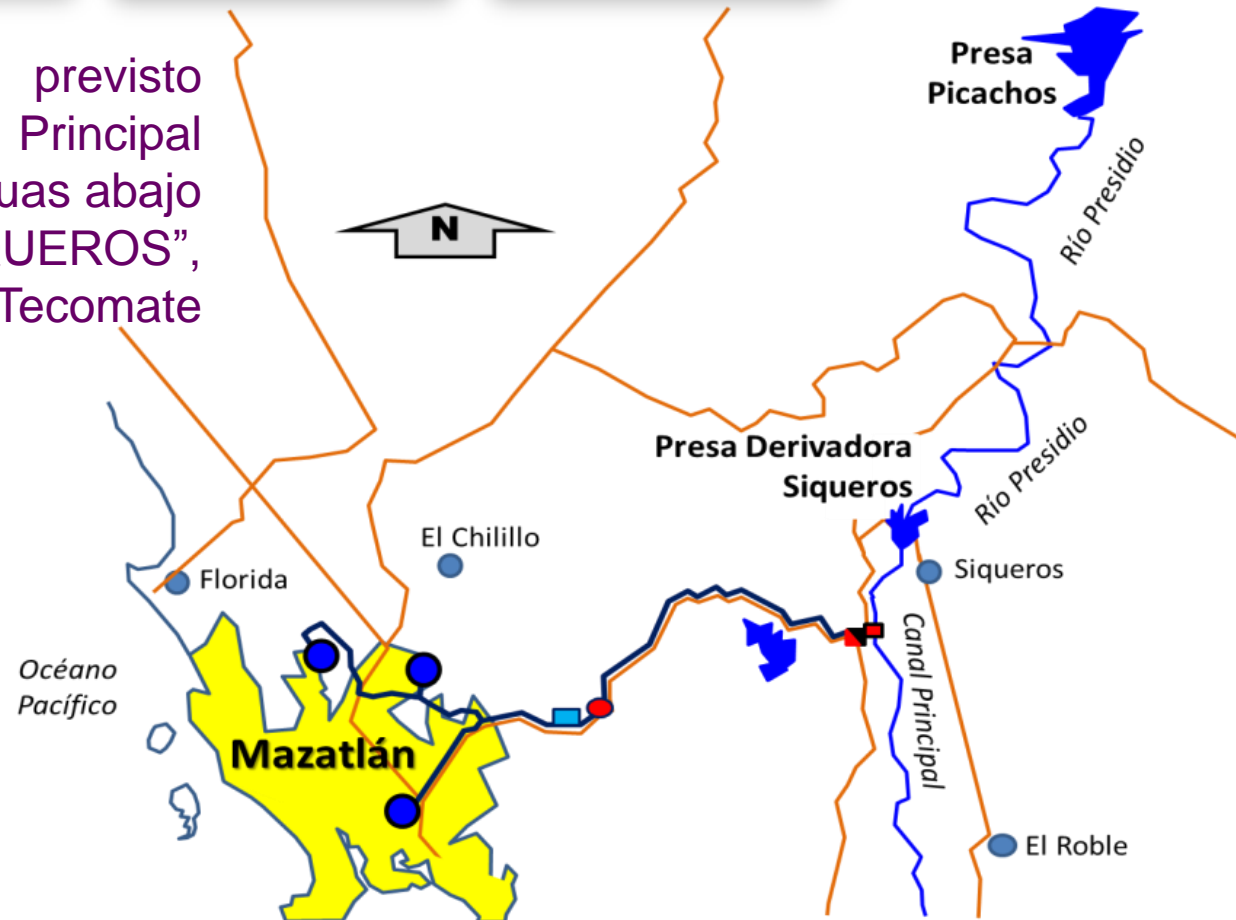 previsto
Principal
uas abajo
UEROS”,
Tecomate
N
Presa
Picachos
Río Presidio
Presa Derivadora
Siqueros
Río Presidio
El Chilillo
Florida
Siqueros
Océano
Pacífico
Canal Principal
Mazatlán
El Roble